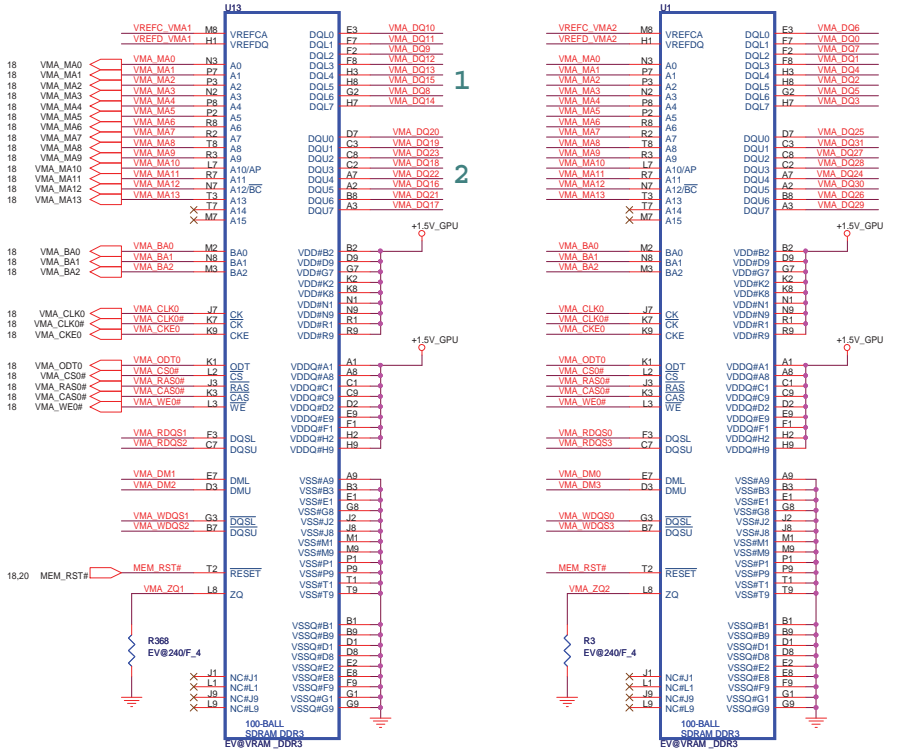 U13
VREFC_VMA1 M8 VREFCA DQL0 E3 VMA_DQ10
VREFD_VMA1 H1 VREFDQ DQL1 F7 VMA_DQ11
DQL2 F2 VMA_DQ9
18 VMA_MA0 VMA_MA0 N3 A0 DQL3 F8 VMA_DQ12
18 VMA_MA1 VMA_MA1 P7 A1 DQL4 H3 VMA_DQ13 1
18 VMA_MA2 VMA_MA2 P3 A2 DQL5 H8 VMA_DQ15
18 VMA_MA3 VMA_MA3 N2 A3 DQL6 G2 VMA_DQ8
18 VMA_MA4 VMA_MA4 P8 A4 DQL7 H7 VMA_DQ14
18 VMA_MA5 VMA_MA5 P2 A5
18 VMA_MA6 VMA_MA6 R8 A6
18 VMA_MA7 VMA_MA7 R2 A7 DQU0 D7 VMA_DQ20
18 VMA_MA8 VMA_MA8 T8 A8 DQU1 C3 VMA_DQ19
18 VMA_MA9 VMA_MA9 R3 A9 DQU2 C8 VMA_DQ23
18 VMA_MA10 VMA_MA10 L7 A10/AP DQU3 C2 VMA_DQ18
18 VMA_MA11 VMA_MA11 R7 A11 DQU4 A7 VMA_DQ22 2
18 VMA_MA12 VMA_MA12 N7 A12/BC DQU5 A2 VMA_DQ16
18 VMA_MA13 VMA_MA13 T3 A13 DQU6 B8 VMA_DQ21
T7 A14 DQU7 A3 VMA_DQ17
M7 A15
+1.5V_GPU
18 VMA_BA0 VMA_BA0 M2 BA0 VDD#B2 B2
18 VMA_BA1 VMA_BA1 N8 BA1 VDD#D9 D9
18 VMA_BA2 VMA_BA2 M3 BA2 VDD#G7 G7
VDD#K2 K2
VDD#K8 K8
VDD#N1 N1
18 VMA_CLK0 VMA_CLK0 J7 CK VDD#N9 N9
18 VMA_CLK0# VMA_CLK0# K7 CK VDD#R1 R1
18 VMA_CKE0 VMA_CKE0 K9 CKE VDD#R9 R9
+1.5V_GPU
18 VMA_ODT0 VMA_ODT0 K1 ODT VDDQ#A1 A1
18 VMA_CS0# VMA_CS0# L2 CS VDDQ#A8 A8
18 VMA_RAS0# VMA_RAS0# J3 RAS VDDQ#C1 C1
18 VMA_CAS0# VMA_CAS0# K3 CAS VDDQ#C9 C9
18 VMA_WE0# VMA_WE0# L3 WE VDDQ#D2 D2
VDDQ#E9 E9
VDDQ#F1 F1
VMA_RDQS1 F3 DQSL VDDQ#H2 H2
VMA_RDQS2 C7 DQSU VDDQ#H9 H9
VMA_DM1 E7 DML VSS#A9 A9
VMA_DM2 D3 DMU VSS#B3 B3
VSS#E1 E1
VSS#G8 G8
VMA_WDQS1 G3 DQSL VSS#J2 J2
VMA_WDQS2 B7 DQSU VSS#J8 J8
VSS#M1 M1
VSS#M9 M9
VSS#P1 P1
18,20 MEM_RST# MEM_RST# T2 RESET VSS#P9 P9
VSS#T1 T1
VMA_ZQ1 L8 ZQ VSS#T9 T9
VSSQ#B1 B1
R368 VSSQ#B9 B9
EV@240/F_4 VSSQ#D1 D1
VSSQ#D8 D8
VSSQ#E2 E2
J1 NC#J1 VSSQ#E8 E8
L1 NC#L1 VSSQ#F9 F9
J9 NC#J9 VSSQ#G1 G1
L9 NC#L9 VSSQ#G9 G9
100-BALL
SDRAM DDR3
EV@VRAM _DDR3
U1
VREFC_VMA2 M8 VREFCA DQL0 E3 VMA_DQ6
VREFD_VMA2 H1 VREFDQ DQL1 F7 VMA_DQ0
DQL2 F2 VMA_DQ7
VMA_MA0 N3 A0 DQL3 F8 VMA_DQ1
VMA_MA1 P7 A1 DQL4 H3 VMA_DQ4
VMA_MA2 P3 A2 DQL5 H8 VMA_DQ2
VMA_MA3 N2 A3 DQL6 G2 VMA_DQ5
VMA_MA4 P8 A4 DQL7 H7 VMA_DQ3
VMA_MA5 P2 A5
VMA_MA6 R8 A6
VMA_MA7 R2 A7 DQU0 D7 VMA_DQ25
VMA_MA8 T8 A8 DQU1 C3 VMA_DQ31
VMA_MA9 R3 A9 DQU2 C8 VMA_DQ27
VMA_MA10 L7 A10/AP DQU3 C2 VMA_DQ28
VMA_MA11 R7 A11 DQU4 A7 VMA_DQ24
VMA_MA12 N7 A12/BC DQU5 A2 VMA_DQ30
VMA_MA13 T3 A13 DQU6 B8 VMA_DQ26
T7 A14 DQU7 A3 VMA_DQ29
M7 A15
+1.5V_GPU
VMA_BA0 M2 BA0 VDD#B2 B2
VMA_BA1 N8 BA1 VDD#D9 D9
VMA_BA2 M3 BA2 VDD#G7 G7
VDD#K2 K2
VDD#K8 K8
VDD#N1 N1
VMA_CLK0 J7 CK VDD#N9 N9
VMA_CLK0# K7 CK VDD#R1 R1
VMA_CKE0 K9 CKE VDD#R9 R9
+1.5V_GPU
VMA_ODT0 K1 ODT VDDQ#A1 A1
VMA_CS0# L2 CS VDDQ#A8 A8
VMA_RAS0# J3 RAS VDDQ#C1 C1
VMA_CAS0# K3 CAS VDDQ#C9 C9
VMA_WE0# L3 WE VDDQ#D2 D2
VDDQ#E9 E9
VDDQ#F1 F1
VMA_RDQS0 F3 DQSL VDDQ#H2 H2
VMA_RDQS3 C7 DQSU VDDQ#H9 H9
VMA_DM0 E7 DML VSS#A9 A9
VMA_DM3 D3 DMU VSS#B3 B3
VSS#E1 E1
VSS#G8 G8
VMA_WDQS0 G3 DQSL VSS#J2 J2
VMA_WDQS3 B7 DQSU VSS#J8 J8
VSS#M1 M1
VSS#M9 M9
VSS#P1 P1
MEM_RST# T2 RESET VSS#P9 P9
VSS#T1 T1
VMA_ZQ2 L8 ZQ VSS#T9 T9
VSSQ#B1 B1
R3 VSSQ#B9 B9
EV@240/F_4 VSSQ#D1 D1
VSSQ#D8 D8
VSSQ#E2 E2
J1 NC#J1 VSSQ#E8 E8
L1 NC#L1 VSSQ#F9 F9
J9 NC#J9 VSSQ#G1 G1
L9 NC#L9 VSSQ#G9 G9
100-BALL
SDRAM DDR3
EV@VRAM _DDR3